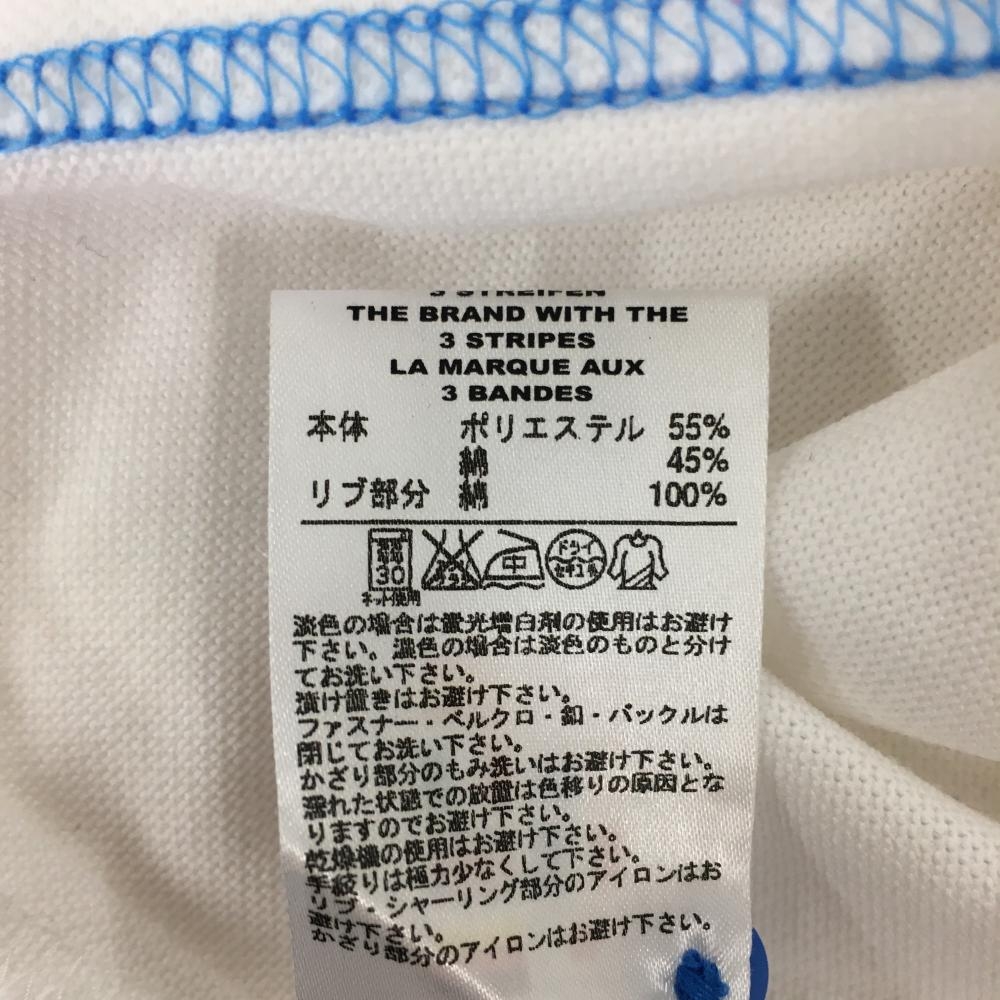 3 STREIFEN
THE BRAND WITH THE
3 STRIPES
LA MARQUE AUX
3 BANDES
本体 ポリエステル 55%
綿 45%
リブ部分 綿 100%
30 中 ドライ
ネット使用
淡色の場合は蛍光増白剤の使用はお避け
下さい。濃色の場合は淡色のものと分け
てお洗い下さい。
漬け置きはお避け下さい。
ファスナー・ベルクロ・釦・バックルは
閉じてお洗い下さい。
かざり部分のもみ洗いはお避け下さい。
濡れた状態での放置は色移りの原因とな
りますのでお避け下さい。
乾燥機の使用はお避け下さい。
手絞りは極力少なくして下さい。
リブ・シャーリング部分のアイロンはお
避け下さい。
かざり部分のアイロンはお避け下さい。